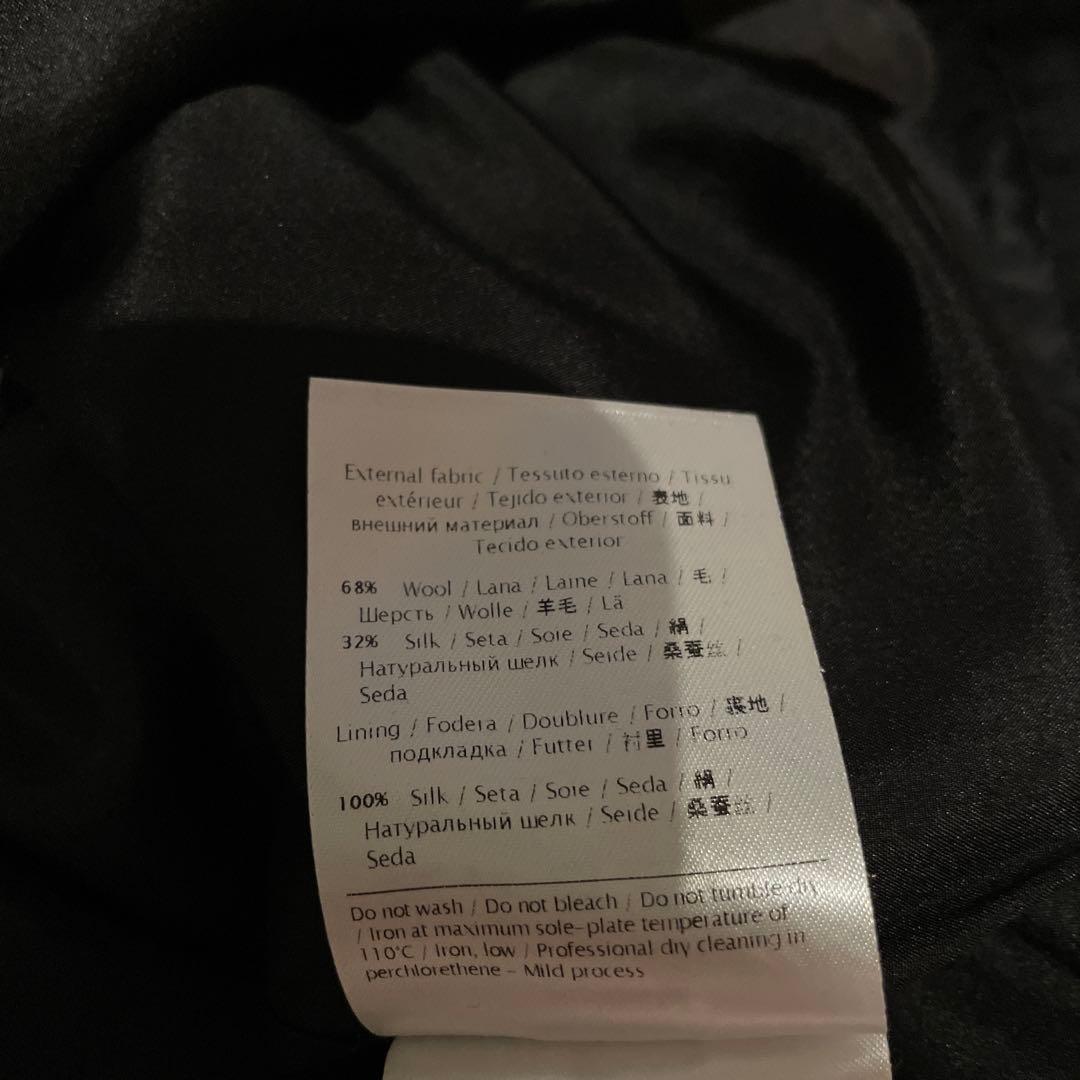 External fabric / Tessuto esterno / Tissu
extérieur / Tejido exterior / 表地 /
внешний материал / Oberstoff / 面料 /
Tecido exterior
68% Wool / Lana / Laine / Lana / 毛 /
Шерсть / Wolle / 羊毛 / Lä
32% Silk / Seta / Soie / Seda / 絹 /
Натуральный шелк / Seide / 桑蚕丝 /
Seda
Lining / Fodera / Doublure / Forro / 裏地 /
подкладка / Futter / 衬里 / Forro
100% Silk / Seta / Soie / Seda / 絹 /
Натуральный шелк / Seide / 桑蚕丝 /
Seda
Do not wash / Do not bleach / Do not tumble dry
/ Iron at maximum sole-plate temperature of
110°C / Iron, low / Professional dry cleaning in
perchlorethene - Mild process